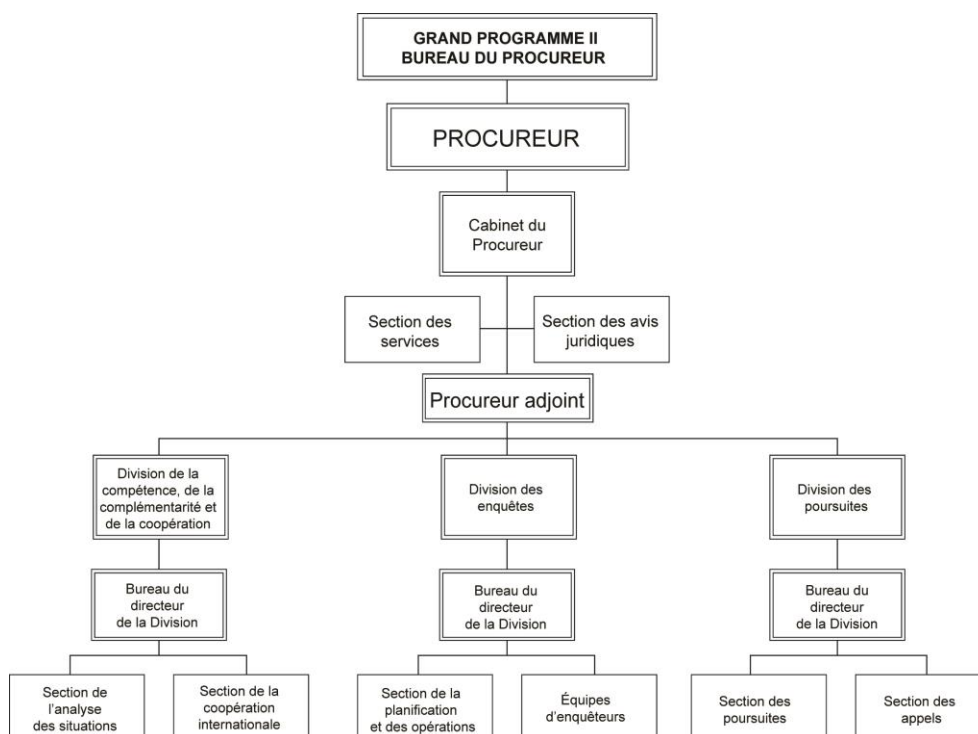 GRAND PROGRAMME II
BUREAU DU PROCUREUR
PROCUREUR
Cabinet du
Procureur
Section des
services
Section des avis
juridiques
Procureur adjoint
Division de la
compétence, de la
complémentarité et
de la coopération
Division des
enquêtes
Division des
poursuites
Bureau du
directeur
de la Division
Bureau du
directeur
de la Division
Bureau du
directeur
de la Division
Section de
l'analyse
des situations
Section de la
coopération
internationale
Section de la
planification
et des opérations
Équipes
d'enquêteurs
Section des
poursuites
Section des
appels